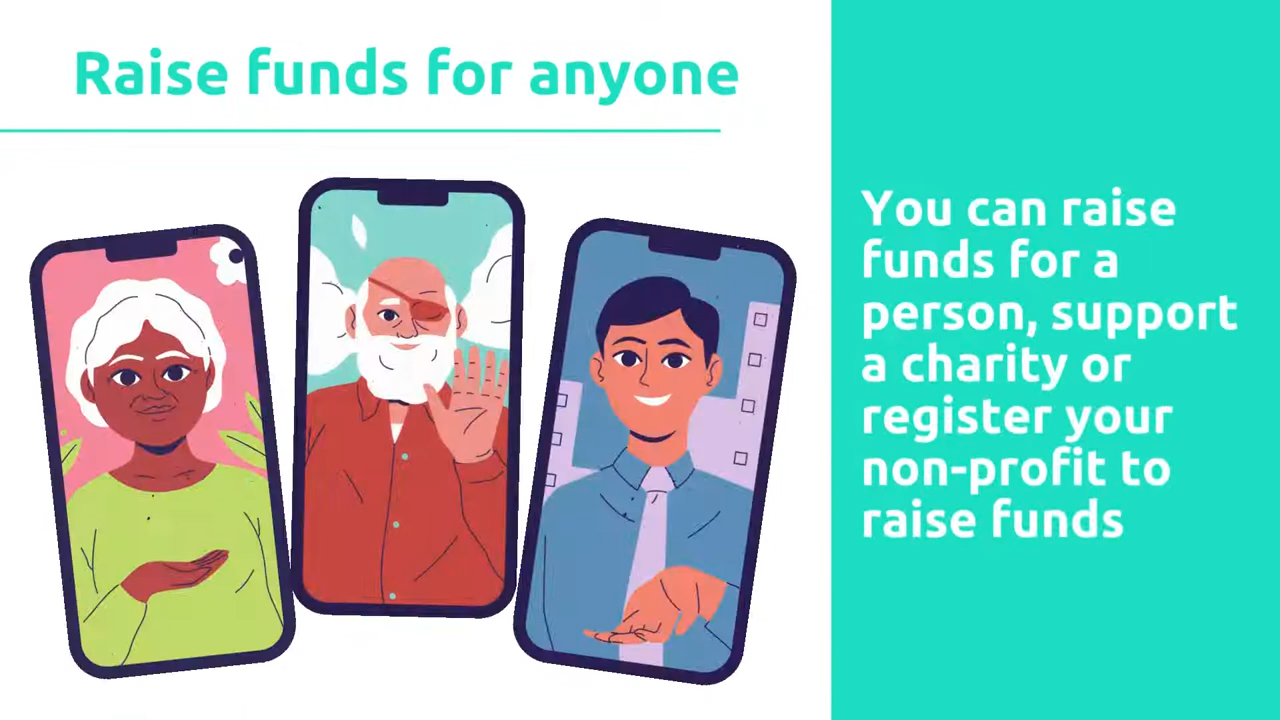 Raise funds for anyone
You can raise
funds for a
person, support
a charity or
register your
non-profit to
raise funds